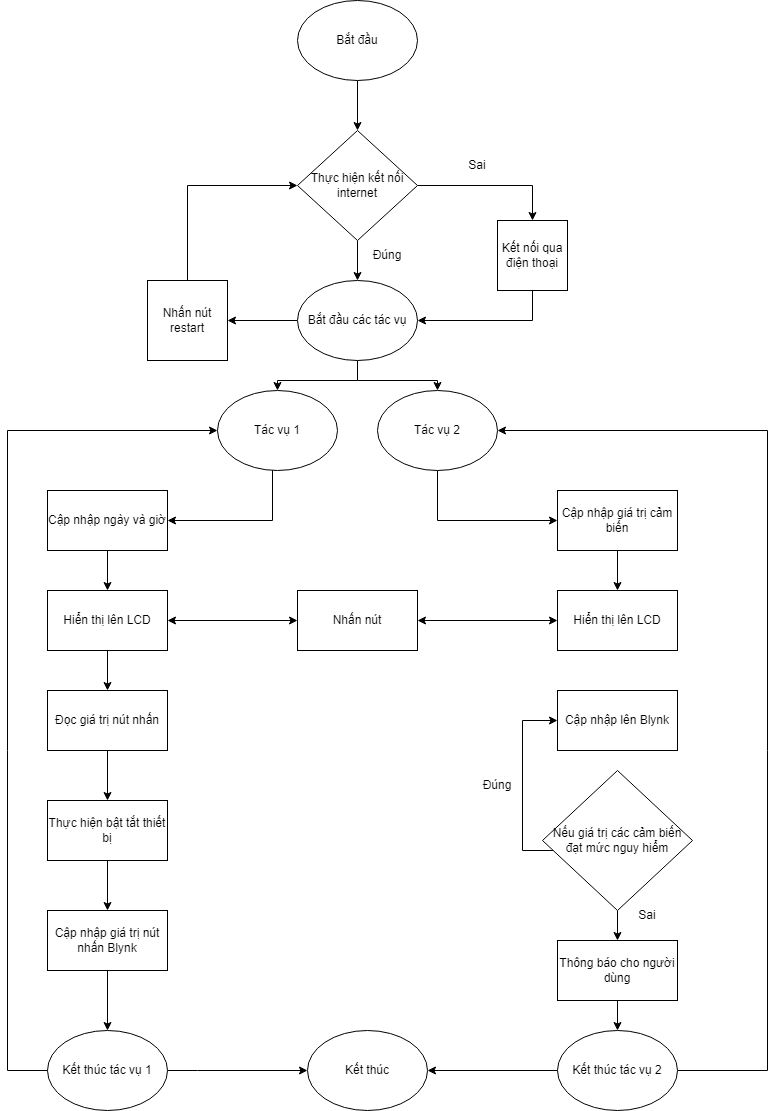 Bắt đầu
Thực hiện kết nối
internet
Sai
Đúng
Kết nối qua
điện thoại
Nhấn nút
restart
Bắt đầu các tác vụ
Tác vụ 1
Tác vụ 2
Cập nhập ngày và giờ
Cập nhập giá trị cảm
biến
Hiển thị lên LCD
Nhấn nút
Hiển thị lên LCD
Đọc giá trị nút nhấn
Cập nhập lên Blynk
Đúng
Thực hiện bật tắt thiết
bị
Nếu giá trị các cảm biến
đạt mức nguy hiểm
Sai
Cập nhập giá trị nút
nhấn Blynk
Thông báo cho người
dùng
Kết thúc tác vụ 1
Kết thúc
Kết thúc tác vụ 2